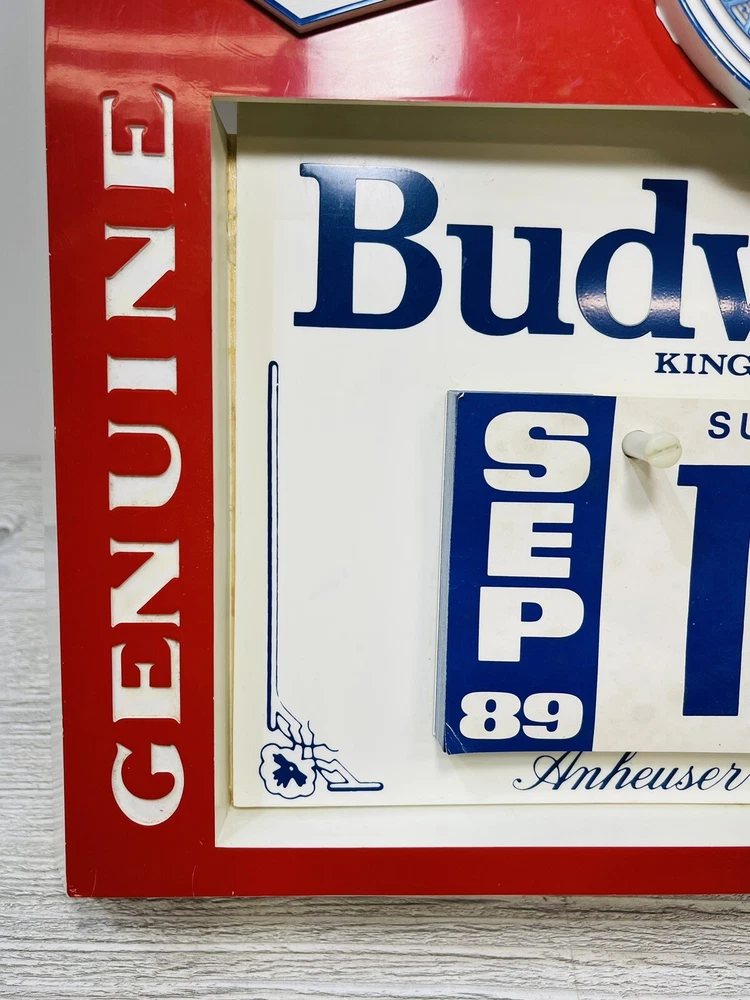 GENUINE
Budw
KING
SEP
89
SU
Anheuser